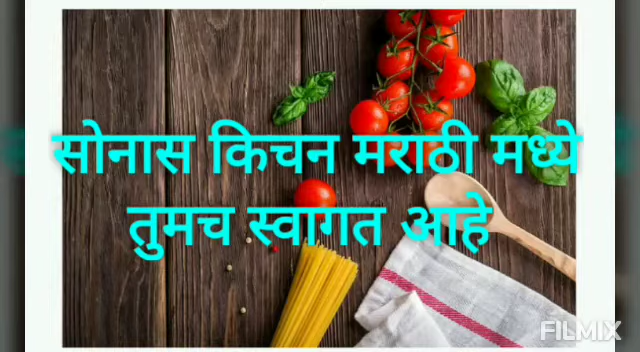 सोनास किचन मराठी मध्ये
तुमच स्वागत आहे
FILMIX